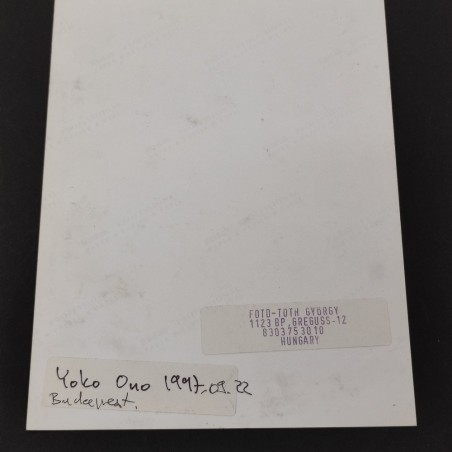 FOTO-TOTH GYORGY
1123 BP, GREGUSS-12
8303753010
HUNGARY
Yoko Ono 1997.09.22
Budapest,